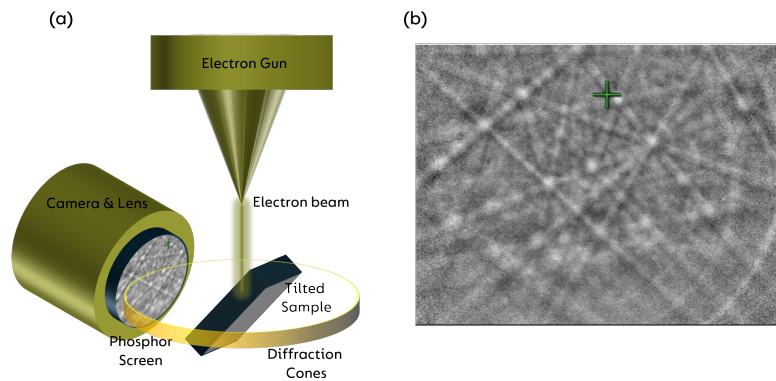 (a)
(b)
Electron Gun
Camera & Lens
Electron beam
Tilted
Sample
Phosphor
Screen
Diffraction
Cones